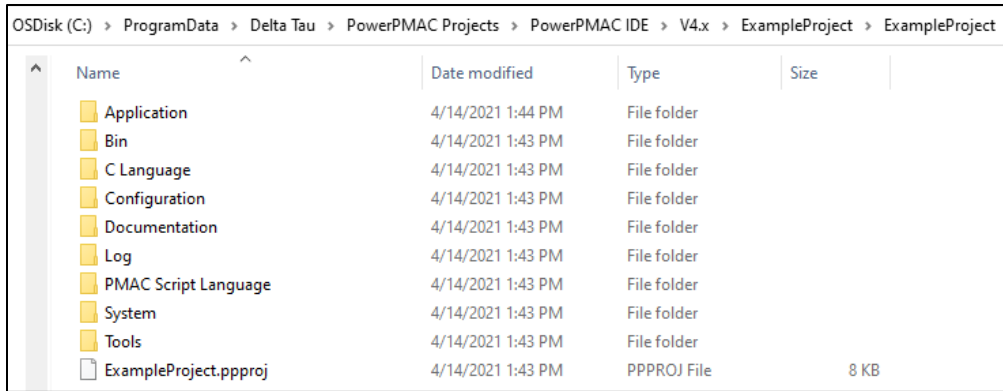 OSDisk (C:) > ProgramData > Delta Tau > PowerPMAC Projects > PowerPMAC IDE > V4.x > ExampleProject > ExampleProject
Name Date modified Type Size
Application 4/14/2021 1:44 PM File folder
Bin 4/14/2021 1:43 PM File folder
C Language 4/14/2021 1:43 PM File folder
Configuration 4/14/2021 1:43 PM File folder
Documentation 4/14/2021 1:43 PM File folder
Log 4/14/2021 1:43 PM File folder
PMAC Script Language 4/14/2021 1:43 PM File folder
System 4/14/2021 1:43 PM File folder
Tools 4/14/2021 1:43 PM File folder
ExampleProject.ppproj 4/14/2021 1:43 PM PPPROJ File 8 KB